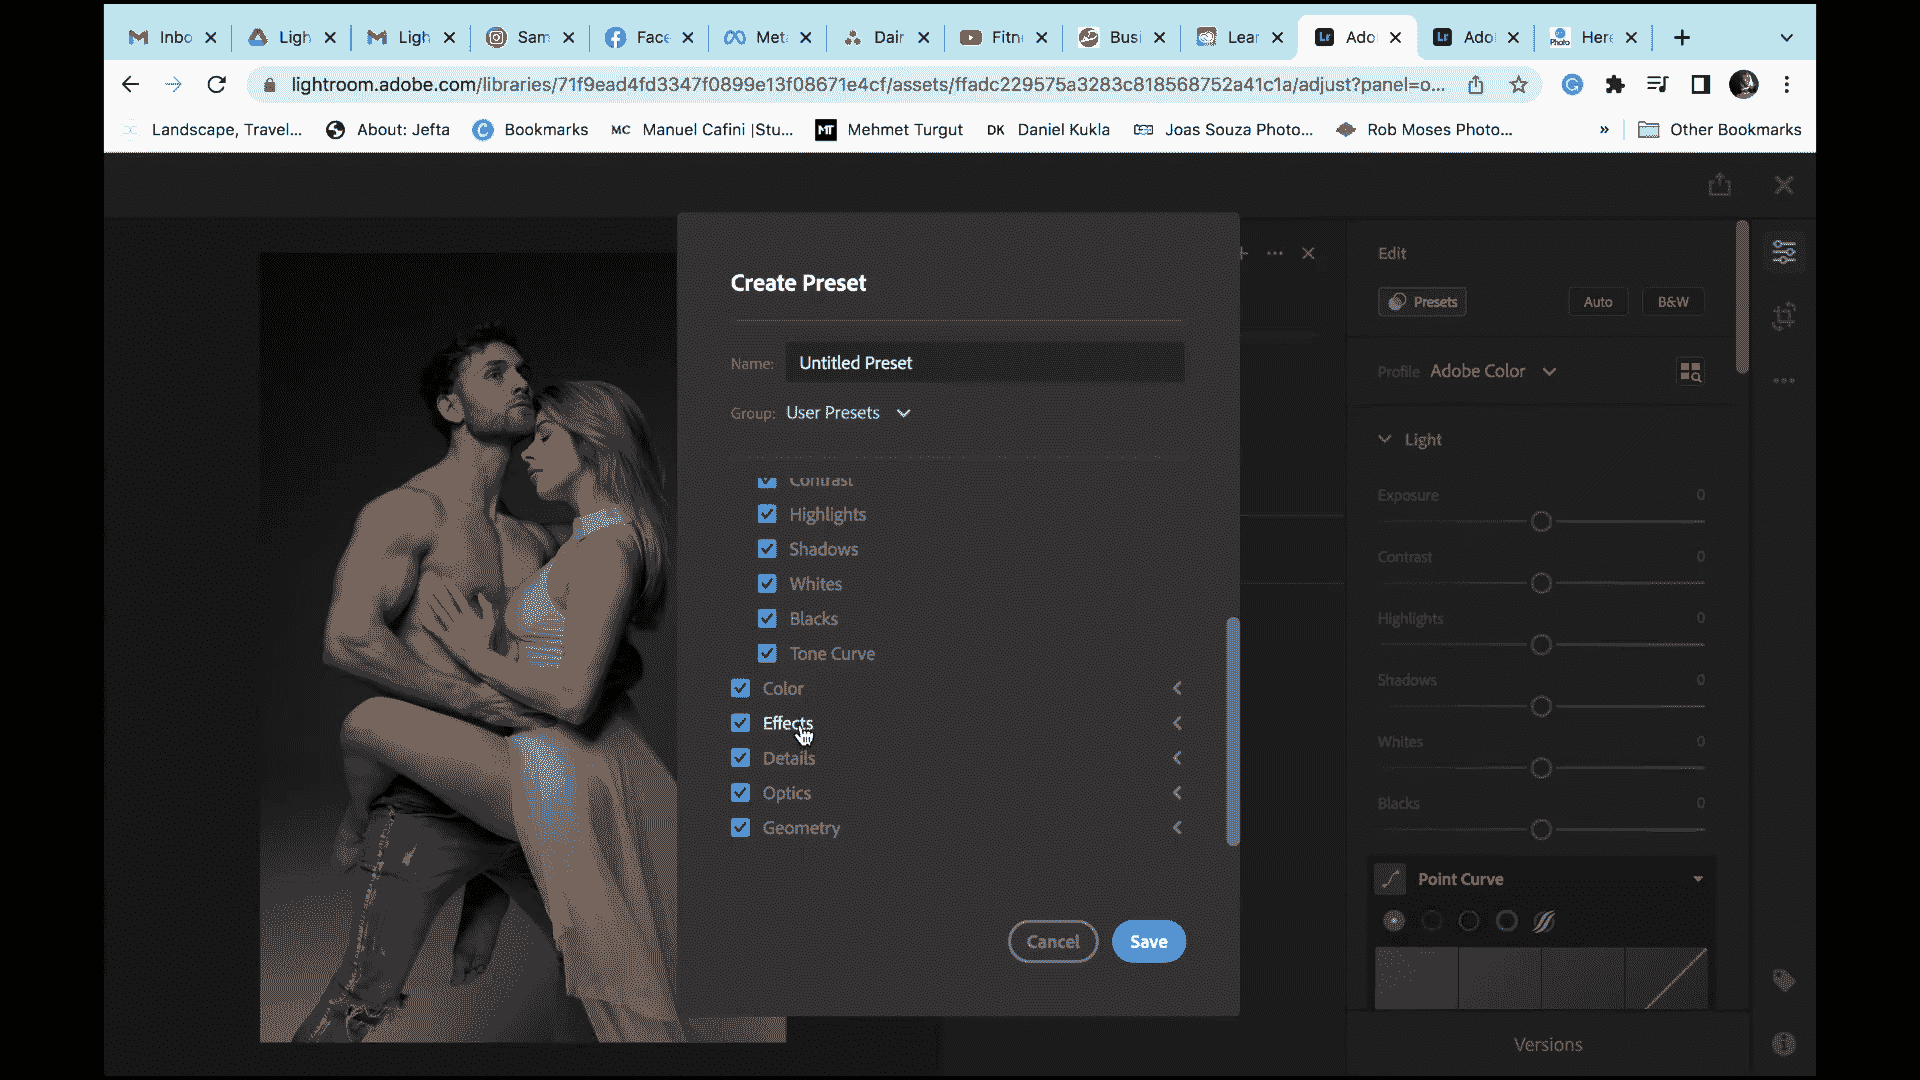 Inbo Ligh Ligh Sam Face Meta Dair Fitn Busi Lear Ado Ado Here
lightroom.adobe.com/libraries/71f9ead4fd3347f0899e13f08671e4cf/assets/ffadc229575a3283c818568752a41c1a/adjust?panel=o...
Landscape, Travel... About: Jefta Bookmarks MC Manuel Cafini |Stu... MT Mehmet Turgut DK Daniel Kukla Joas Souza Photo... Rob Moses Photo... » Other Bookmarks
Create Preset
Name: Untitled Preset
Group: User Presets
Contrast
Highlights
Shadows
Whites
Blacks
Tone Curve
Color
Effects
Details
Optics
Geometry
Cancel Save
Edit
Presets Auto B&W
Profile Adobe Color
Light
Exposure 0
Contrast 0
Highlights 0
Shadows 0
Whites 0
Blacks 0
Point Curve
Versions